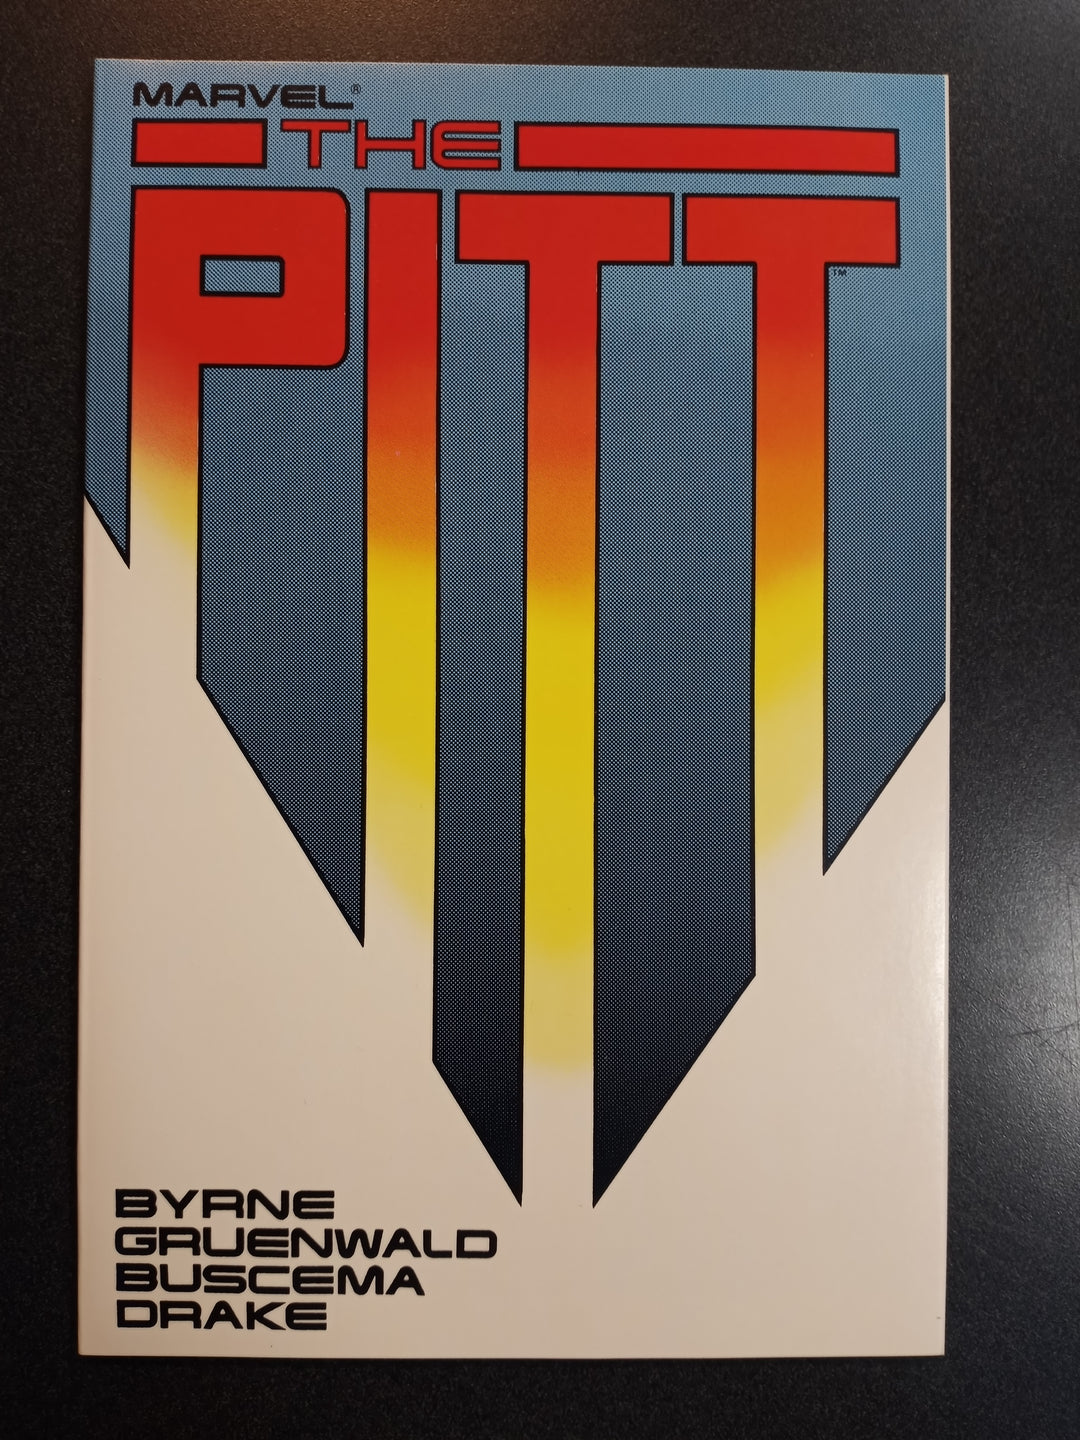 MARVEL®
THE
PITT™
BYRNE
GRUENWALD
BUSCEMA
DRAKE